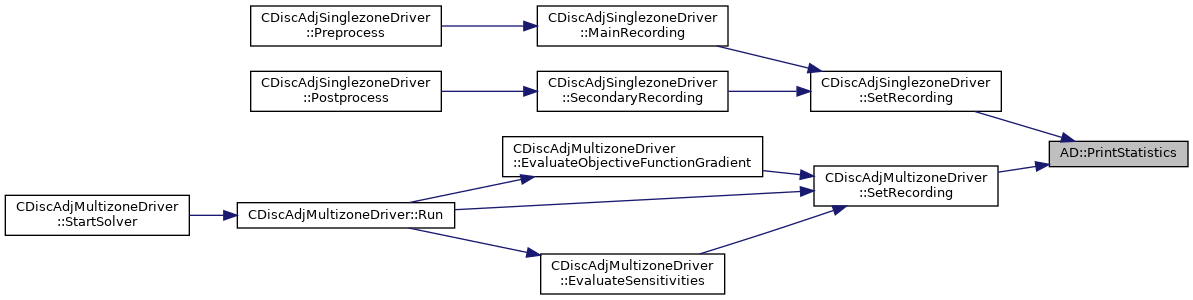 CDiscAdjSinglezoneDriver
::Preprocess
CDiscAdjSinglezoneDriver
::MainRecording
CDiscAdjSinglezoneDriver
::Postprocess
CDiscAdjSinglezoneDriver
::SecondaryRecording
CDiscAdjSinglezoneDriver
::SetRecording
CDiscAdjMultizoneDriver
::EvaluateObjectiveFunctionGradient
AD::PrintStatistics
CDiscAdjMultizoneDriver
::SetRecording
CDiscAdjMultizoneDriver
::StartSolver
CDiscAdjMultizoneDriver::Run
CDiscAdjMultizoneDriver
::EvaluateSensitivities